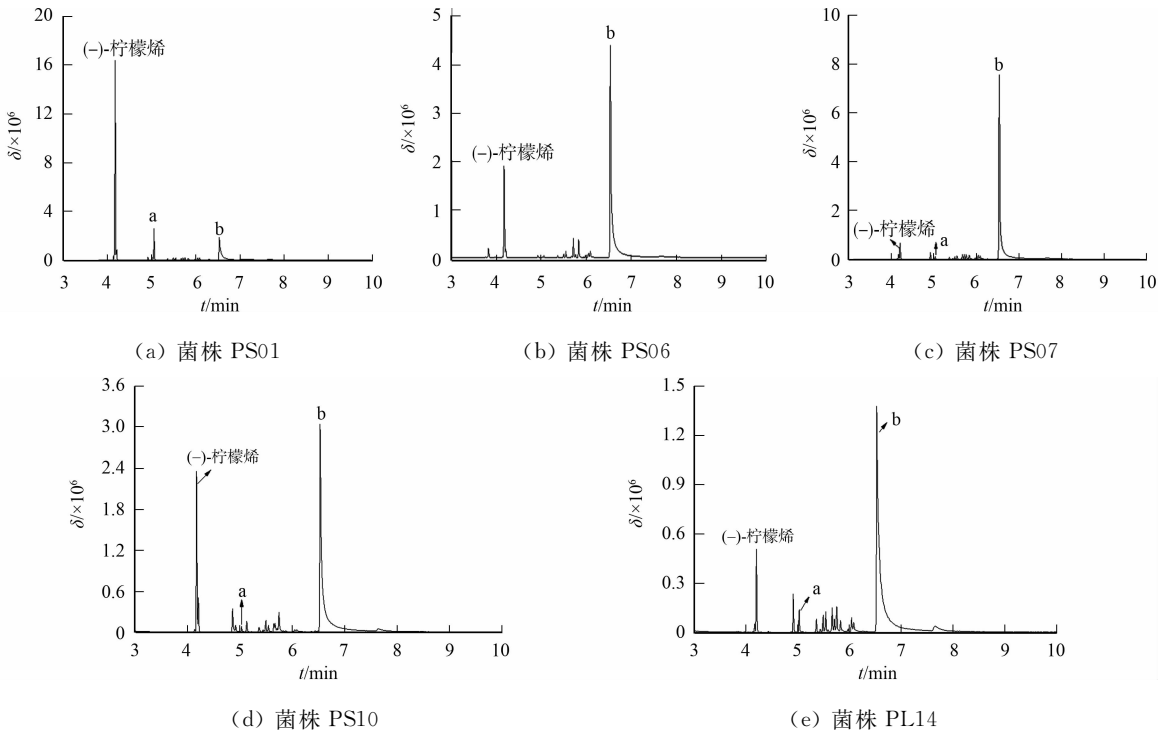 20
16
12
8
4
0
δ/×10⁶
(−)-柠檬烯
a
b
3 4 5 6 7 8 9 10
t/min
(a) 菌株 PS01
5
4
3
2
1
0
δ/×10⁶
(−)-柠檬烯
b
3 4 5 6 7 8 9 10
t/min
(b) 菌株 PS06
10
8
6
4
2
0
δ/×10⁶
(−)-柠檬烯
a
b
3 4 5 6 7 8 9 10
t/min
(c) 菌株 PS07
3.6
3.0
2.4
1.8
1.2
0.6
0
δ/×10⁶
(−)-柠檬烯
a
b
3 4 5 6 7 8 9 10
t/min
(d) 菌株 PS10
1.5
1.2
0.9
0.6
0.3
0
δ/×10⁶
(−)-柠檬烯
a
b
3 4 5 6 7 8 9 10
t/min
(e) 菌株 PL14